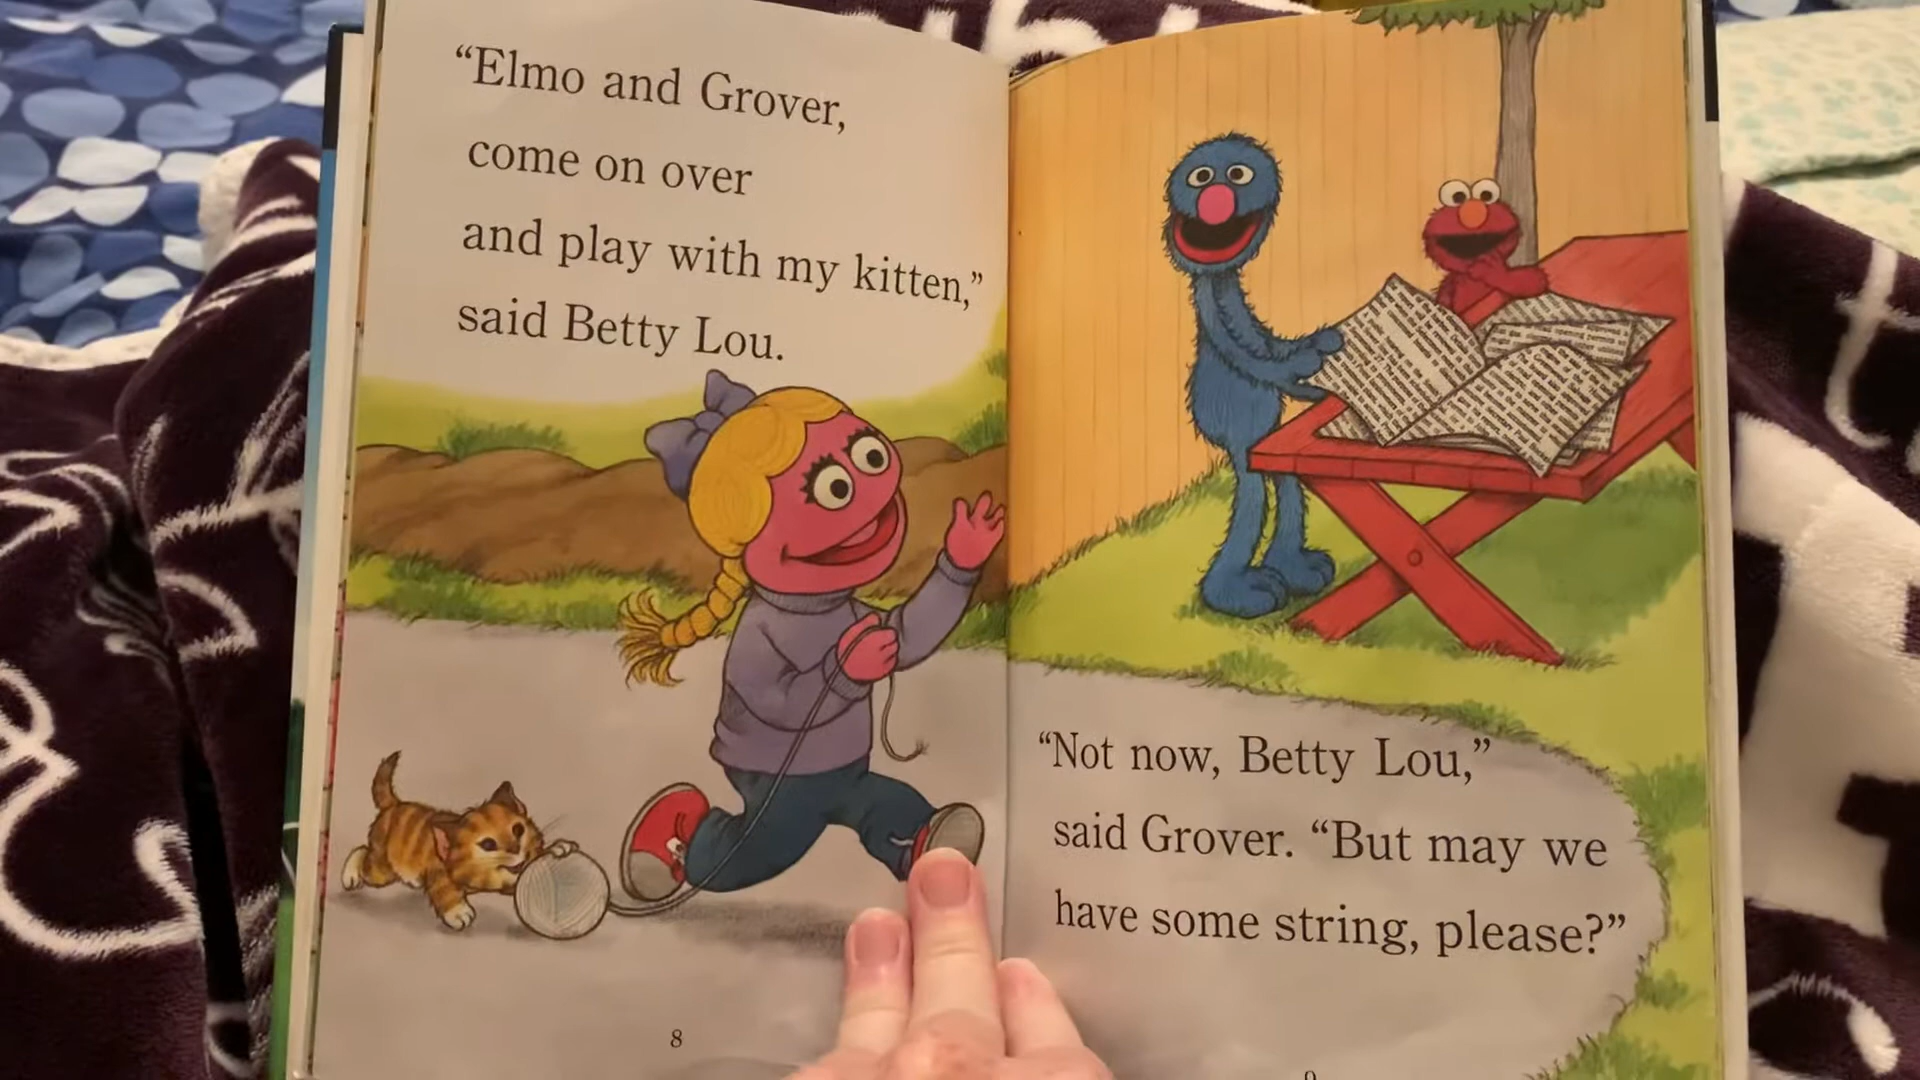 “Elmo and Grover,
come on over
and play with my kitten,”
said Betty Lou.
8
“Not now, Betty Lou,”
said Grover. “But may we
have some string, please?”
9